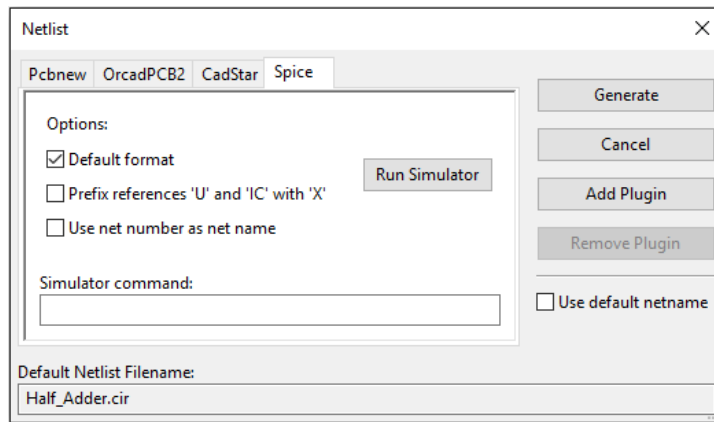 Netlist
Pcbnew OrcadPCB2 CadStar Spice
Options:
Default format
Prefix references 'U' and 'IC' with 'X'
Use net number as net name
Run Simulator
Simulator command:
Generate
Cancel
Add Plugin
Remove Plugin
Use default netname
Default Netlist Filename:
Half_Adder.cir